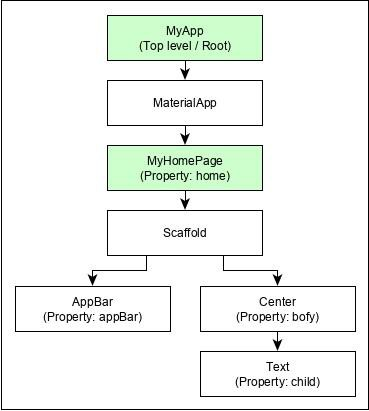 MyApp
(Top level / Root)
MaterialApp
MyHomePage
(Property: home)
Scaffold
AppBar
(Property: appBar)
Center
(Property: bofy)
Text
(Property: child)